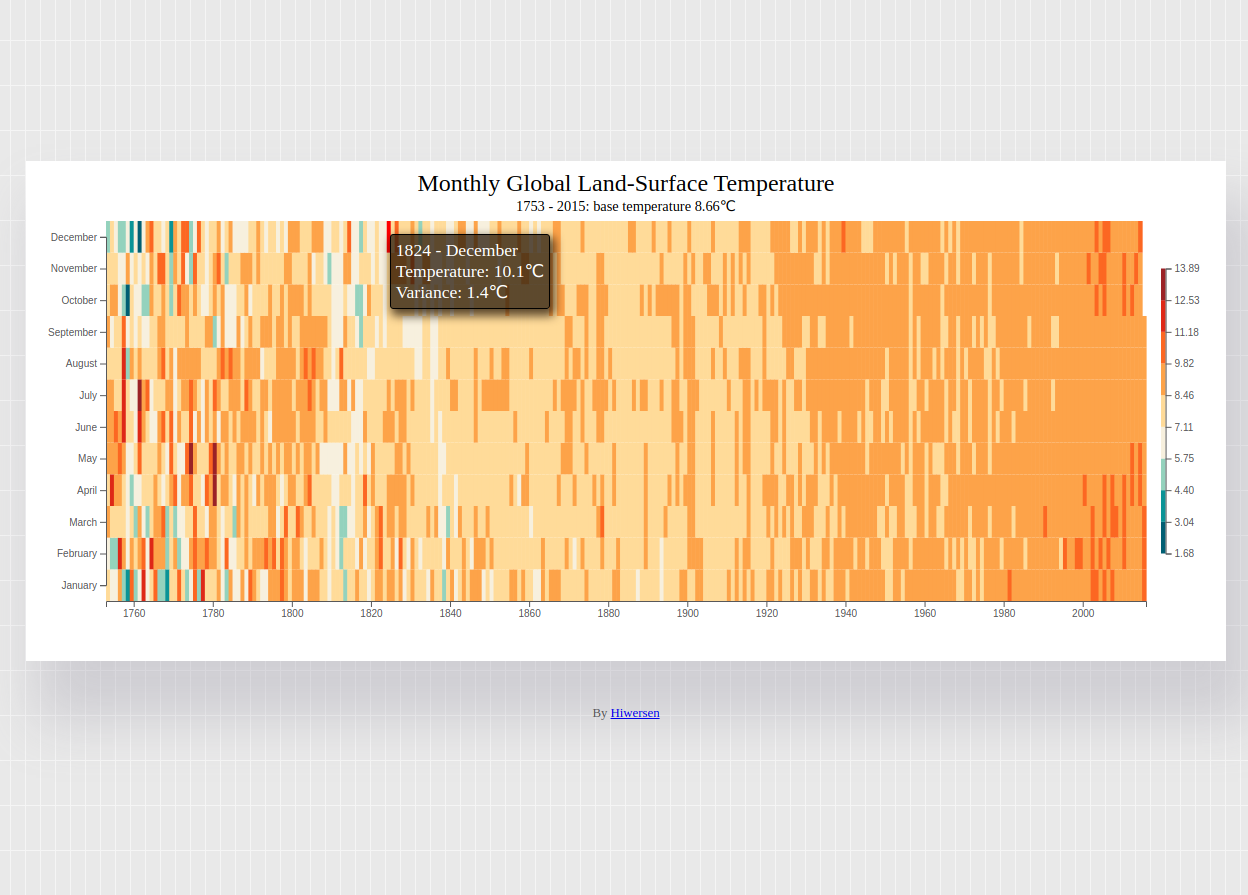 Monthly Global Land-Surface Temperature
1753 - 2015: base temperature 8.66℃
December
November
October
September
August
July
June
May
April
March
February
January
1824 - December
Temperature: 10.1℃
Variance: 1.4℃
13.89
12.53
11.18
9.82
8.46
7.11
5.75
4.40
3.04
1.68
1760 1780 1800 1820 1840 1860 1880 1900 1920 1940 1960 1980 2000
By Hiwersen